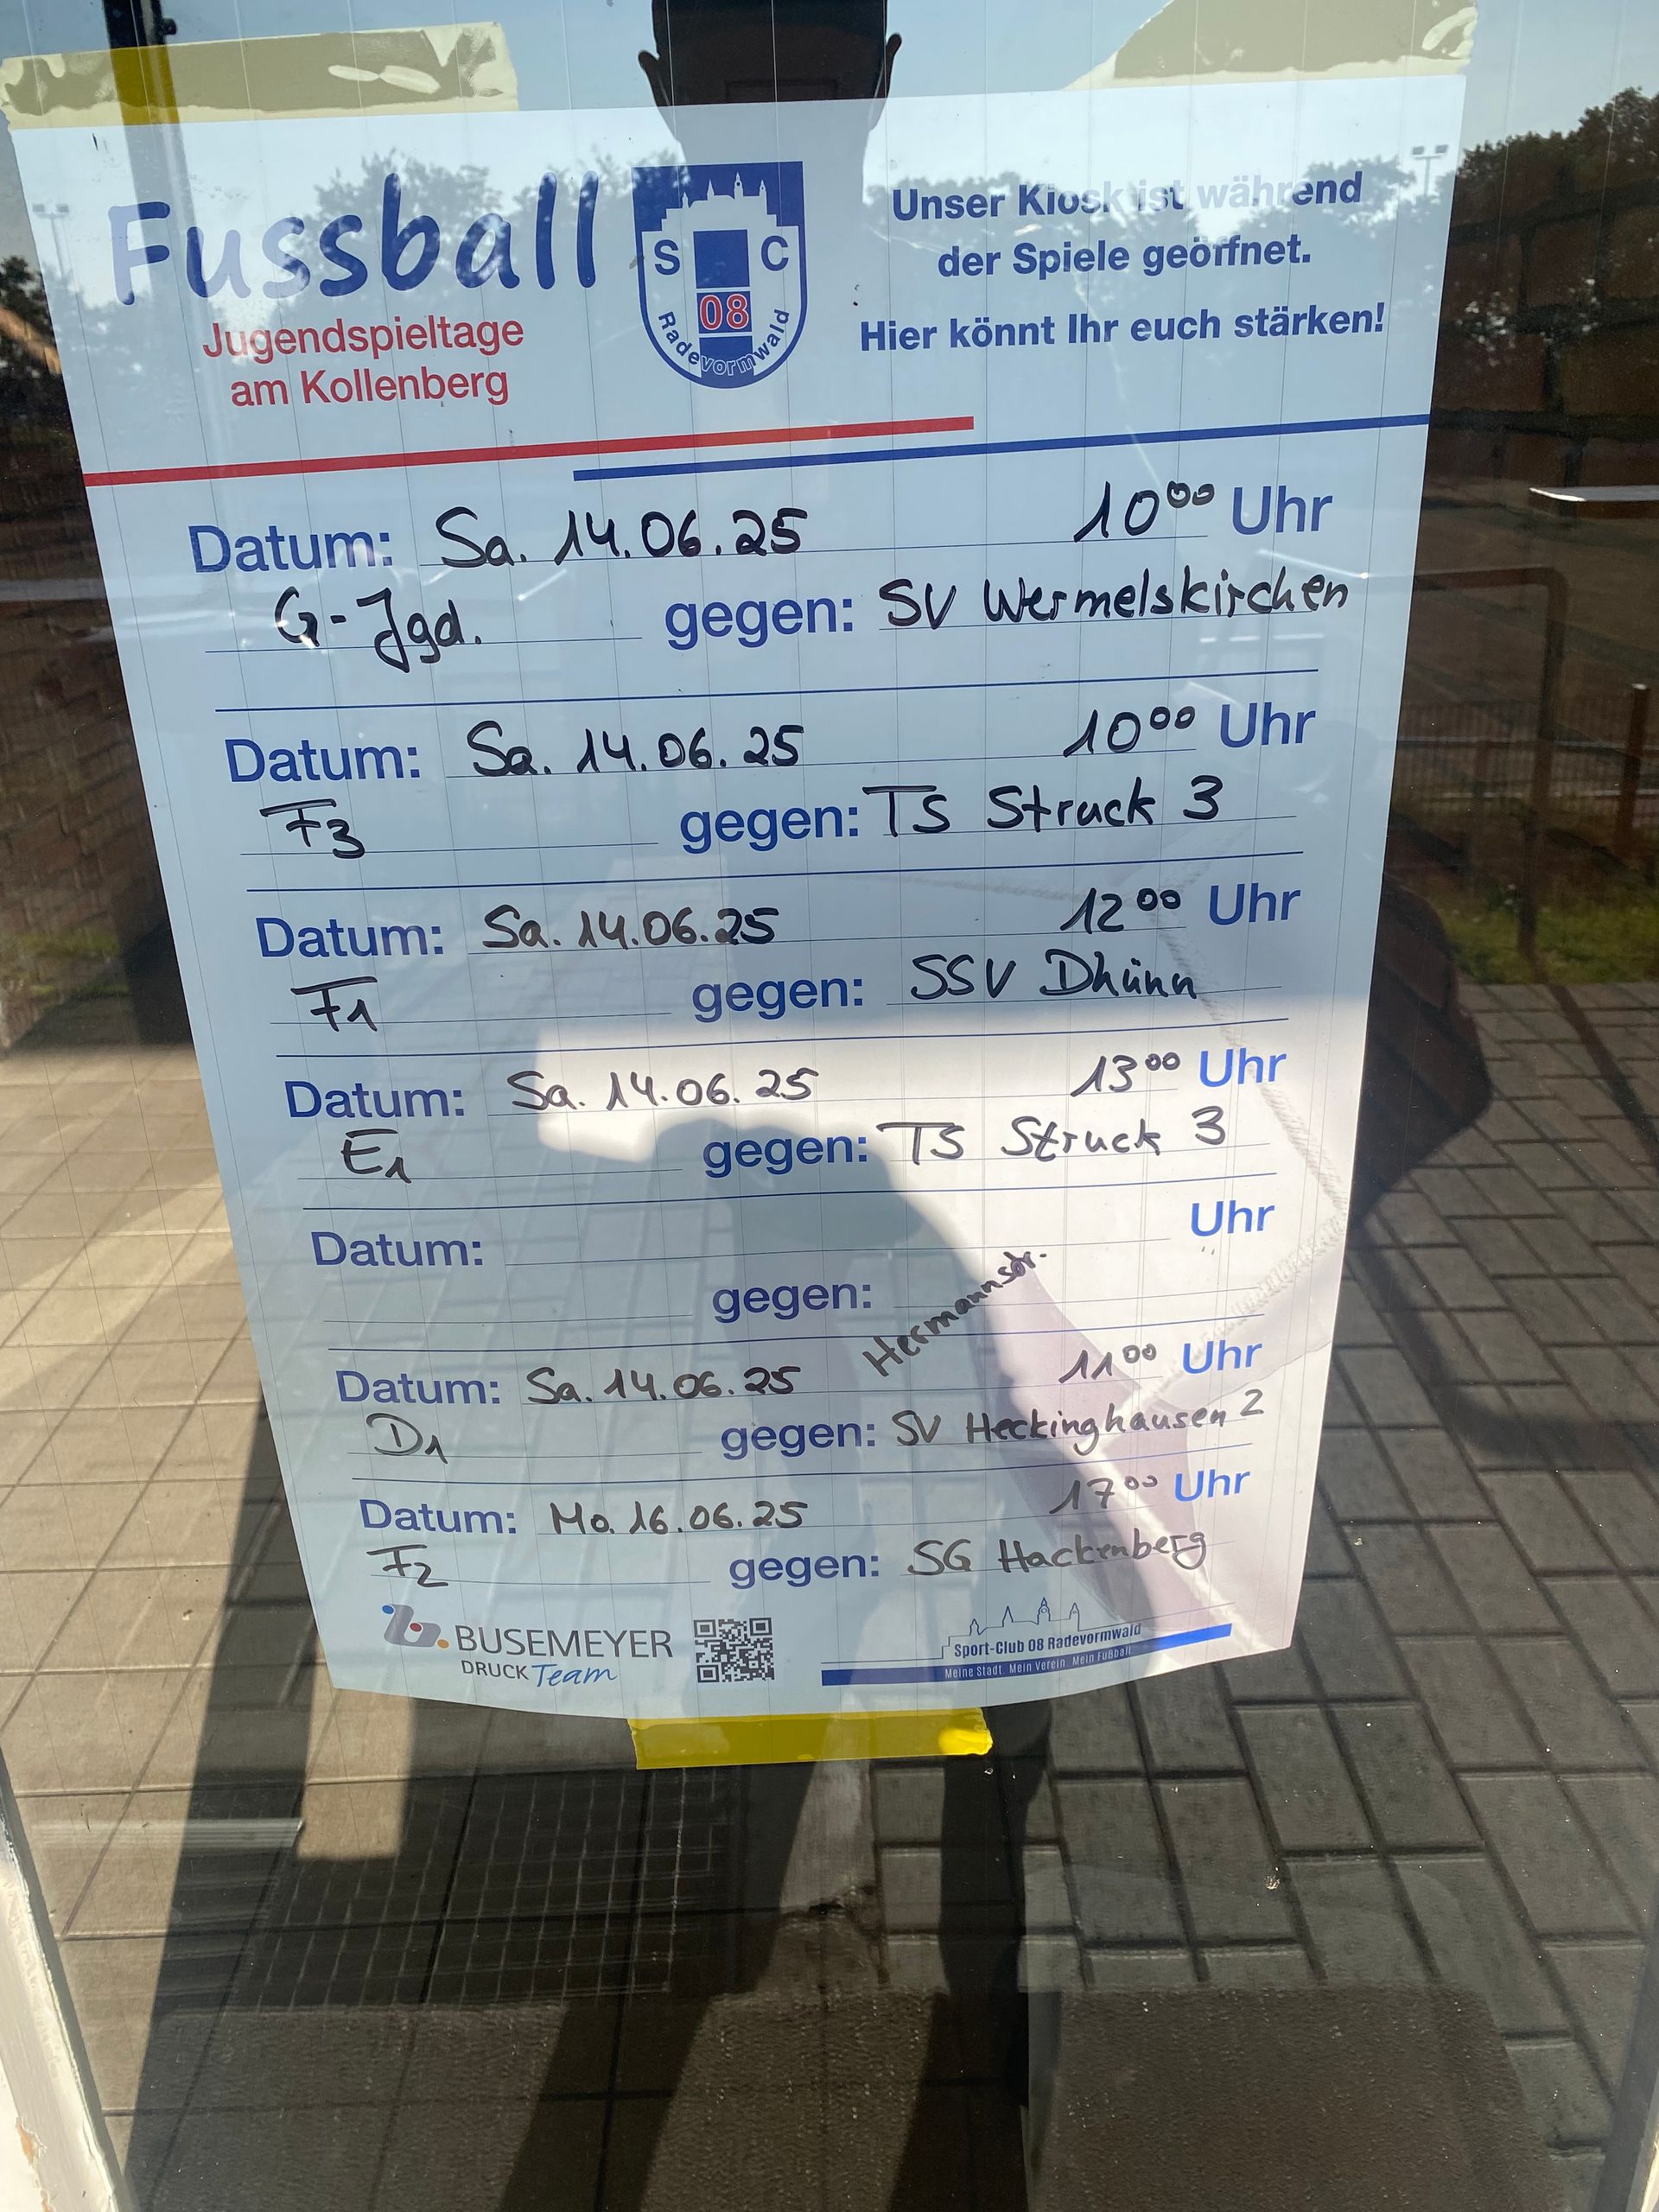 Fussball
Jugendspieltage
am Kollenberg
S C
08
Radevormwald
Unser Kiosk ist während
der Spiele geöffnet.
Hier könnt Ihr euch stärken!
Datum: Sa. 14.06.25 10⁰⁰ Uhr
G-Jgd. gegen: SV Wermelskirchen
Datum: Sa. 14.06.25 10⁰⁰ Uhr
F3 gegen: TS Struck 3
Datum: Sa. 14.06.25 12⁰⁰ Uhr
F1 gegen: SSV Dhünn
Datum: Sa. 14.06.25 13⁰⁰ Uhr
E1 gegen: TS Struck 3
Datum: Uhr
gegen:
Hermannstr.
Datum: Sa. 14.06.25 11⁰⁰ Uhr
D1 gegen: SV Heckinghausen 2
Datum: Mo. 16.06.25 17⁰⁰ Uhr
F2 gegen: SG Hackenberg
BUSEMEYER
DRUCK Team
Sport-Club 08 Radevormwald
Meine Stadt Mein Verein Mein Fußball